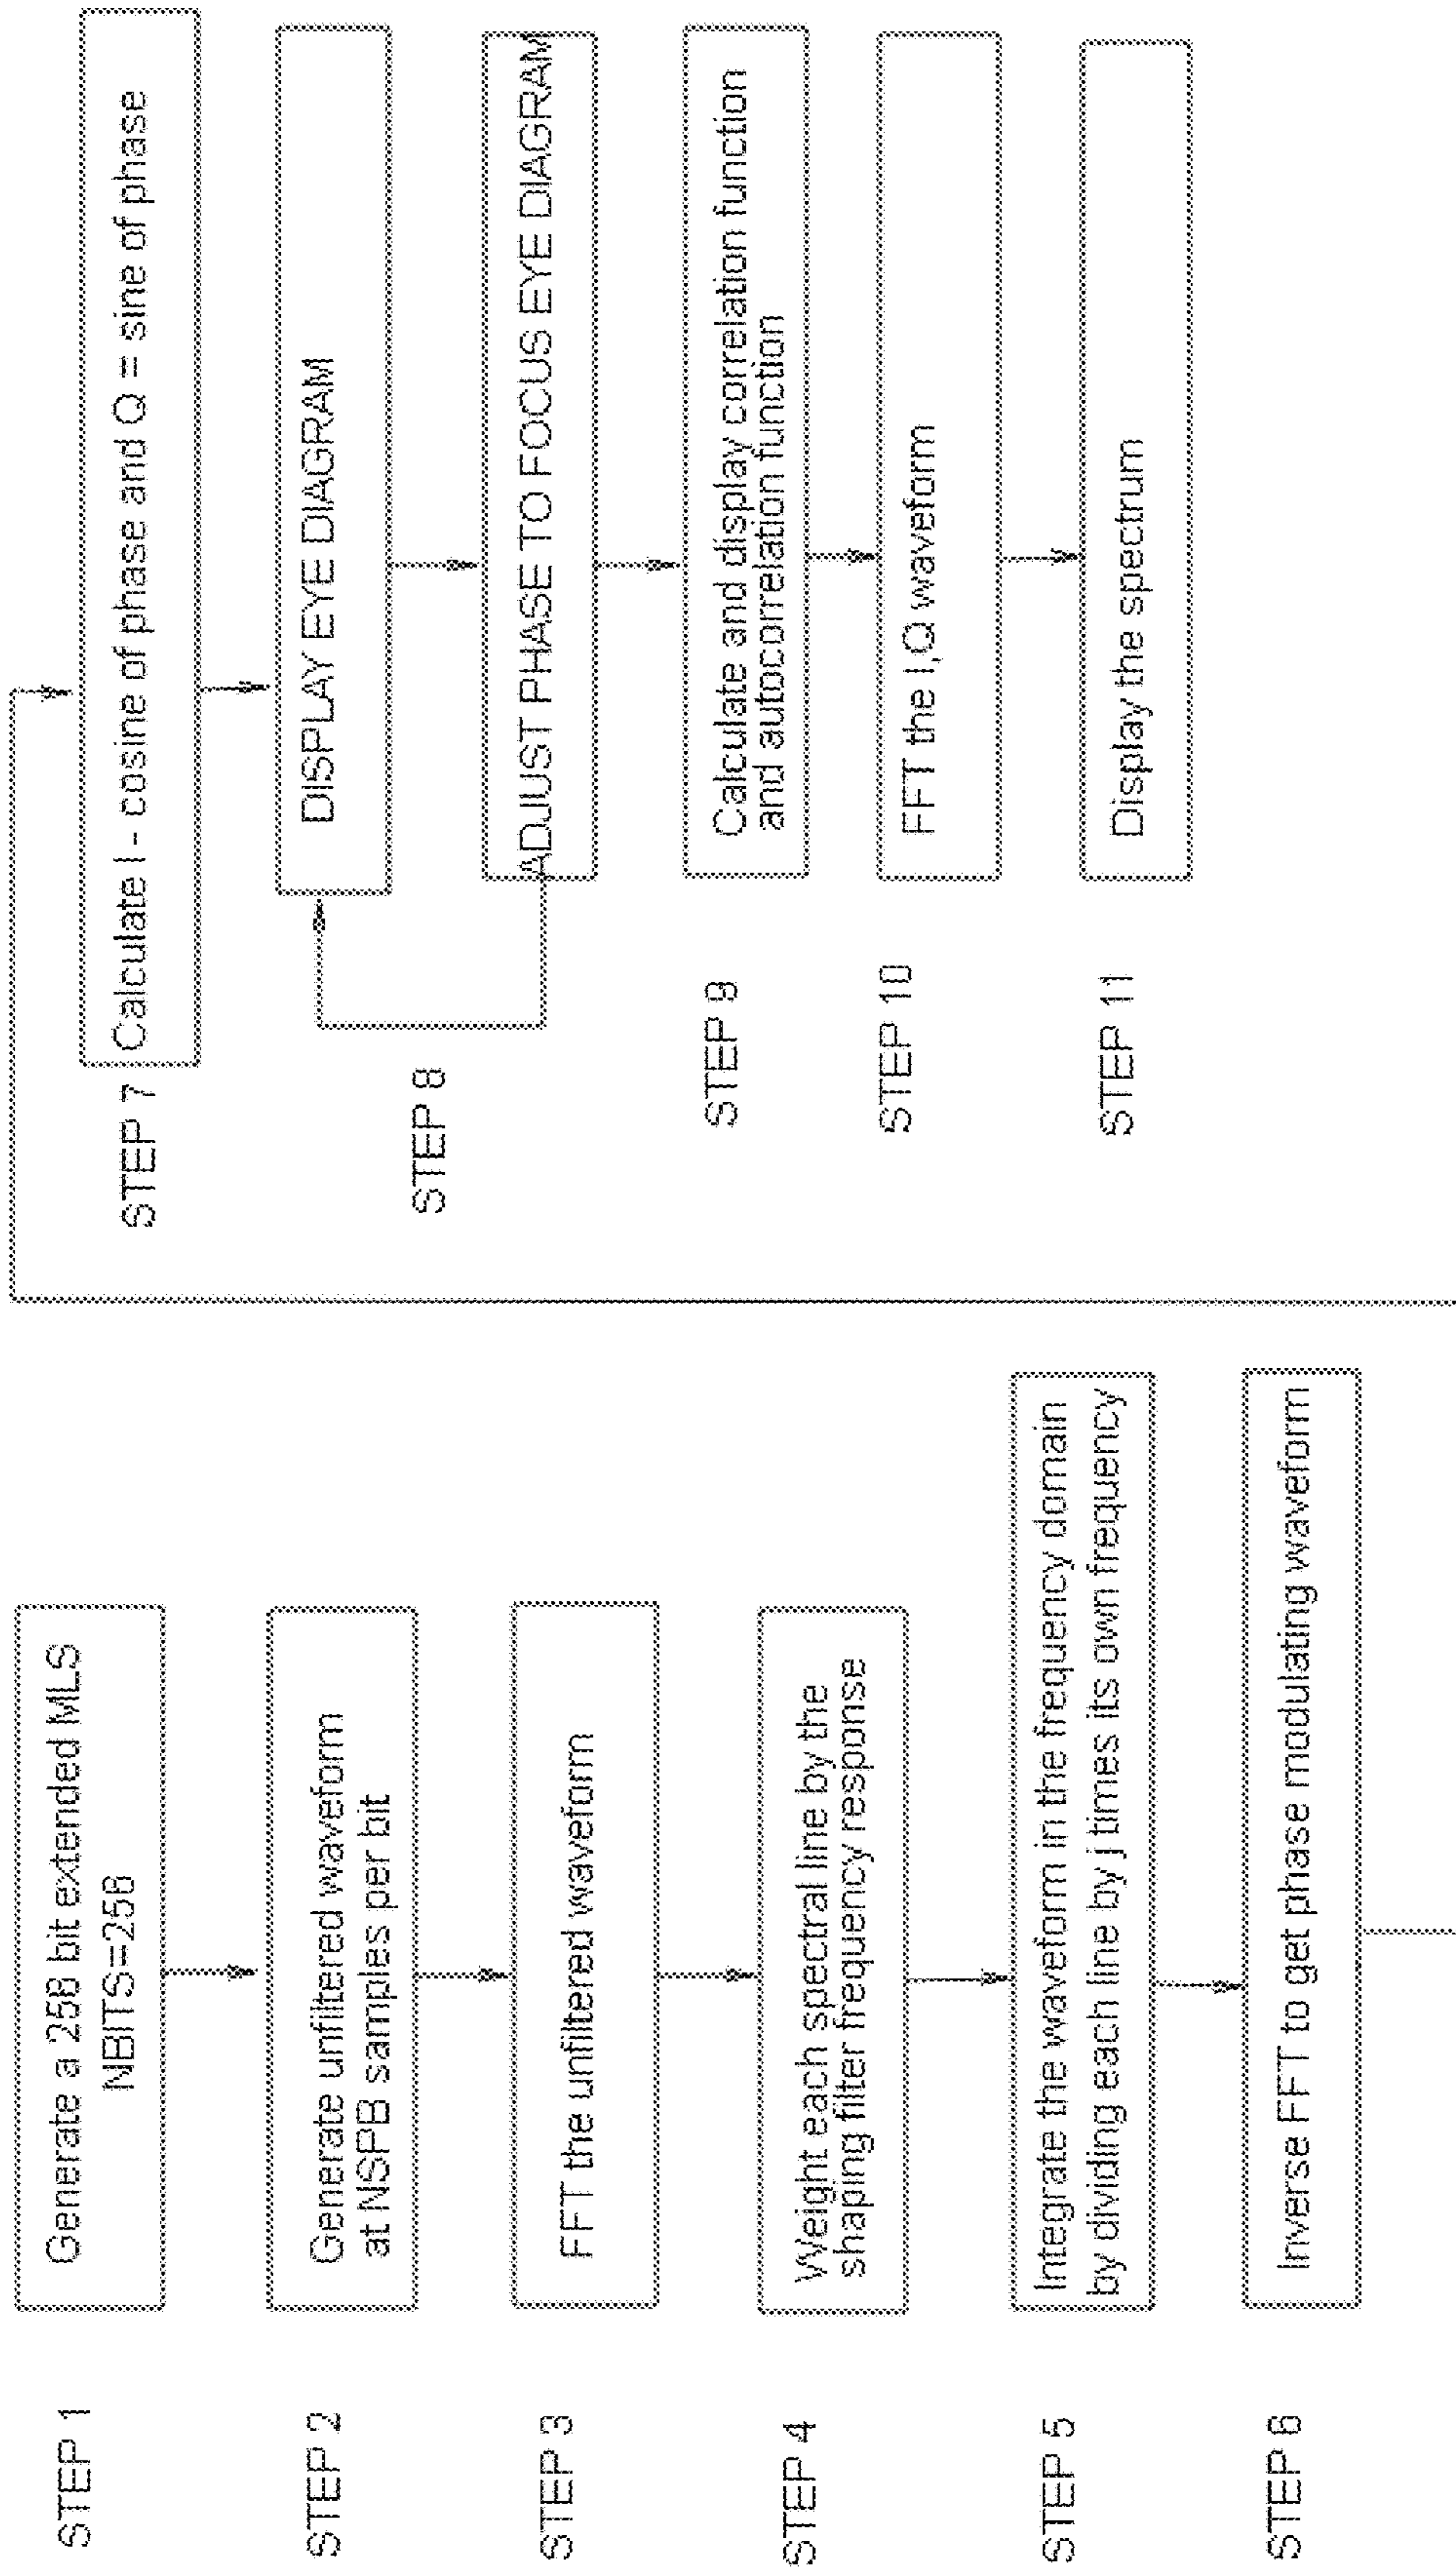 STEP 1
Generate a 256 bit extended MLS
NBITS=256
STEP 2
Generate unfiltered waveform
at NSPB samples per bit
STEP 3
FFT the unfiltered waveform
STEP 4
Weight each spectral line by the
shaping filter frequency response
STEP 5
Integrate the waveform in the frequency domain
by dividing each line by j times its own frequency
STEP 6
Inverse FFT to get phase modulating waveform
STEP 7
Calculate I - cosine of phase and Q = sine of phase
STEP 8
DISPLAY EYE DIAGRAM
ADJUST PHASE TO FOCUS EYE DIAGRAM
STEP 9
Calculate and display correlation function
and autocorrelation function
STEP 10
FFT the I,Q waveform
STEP 11
Display the spectrum